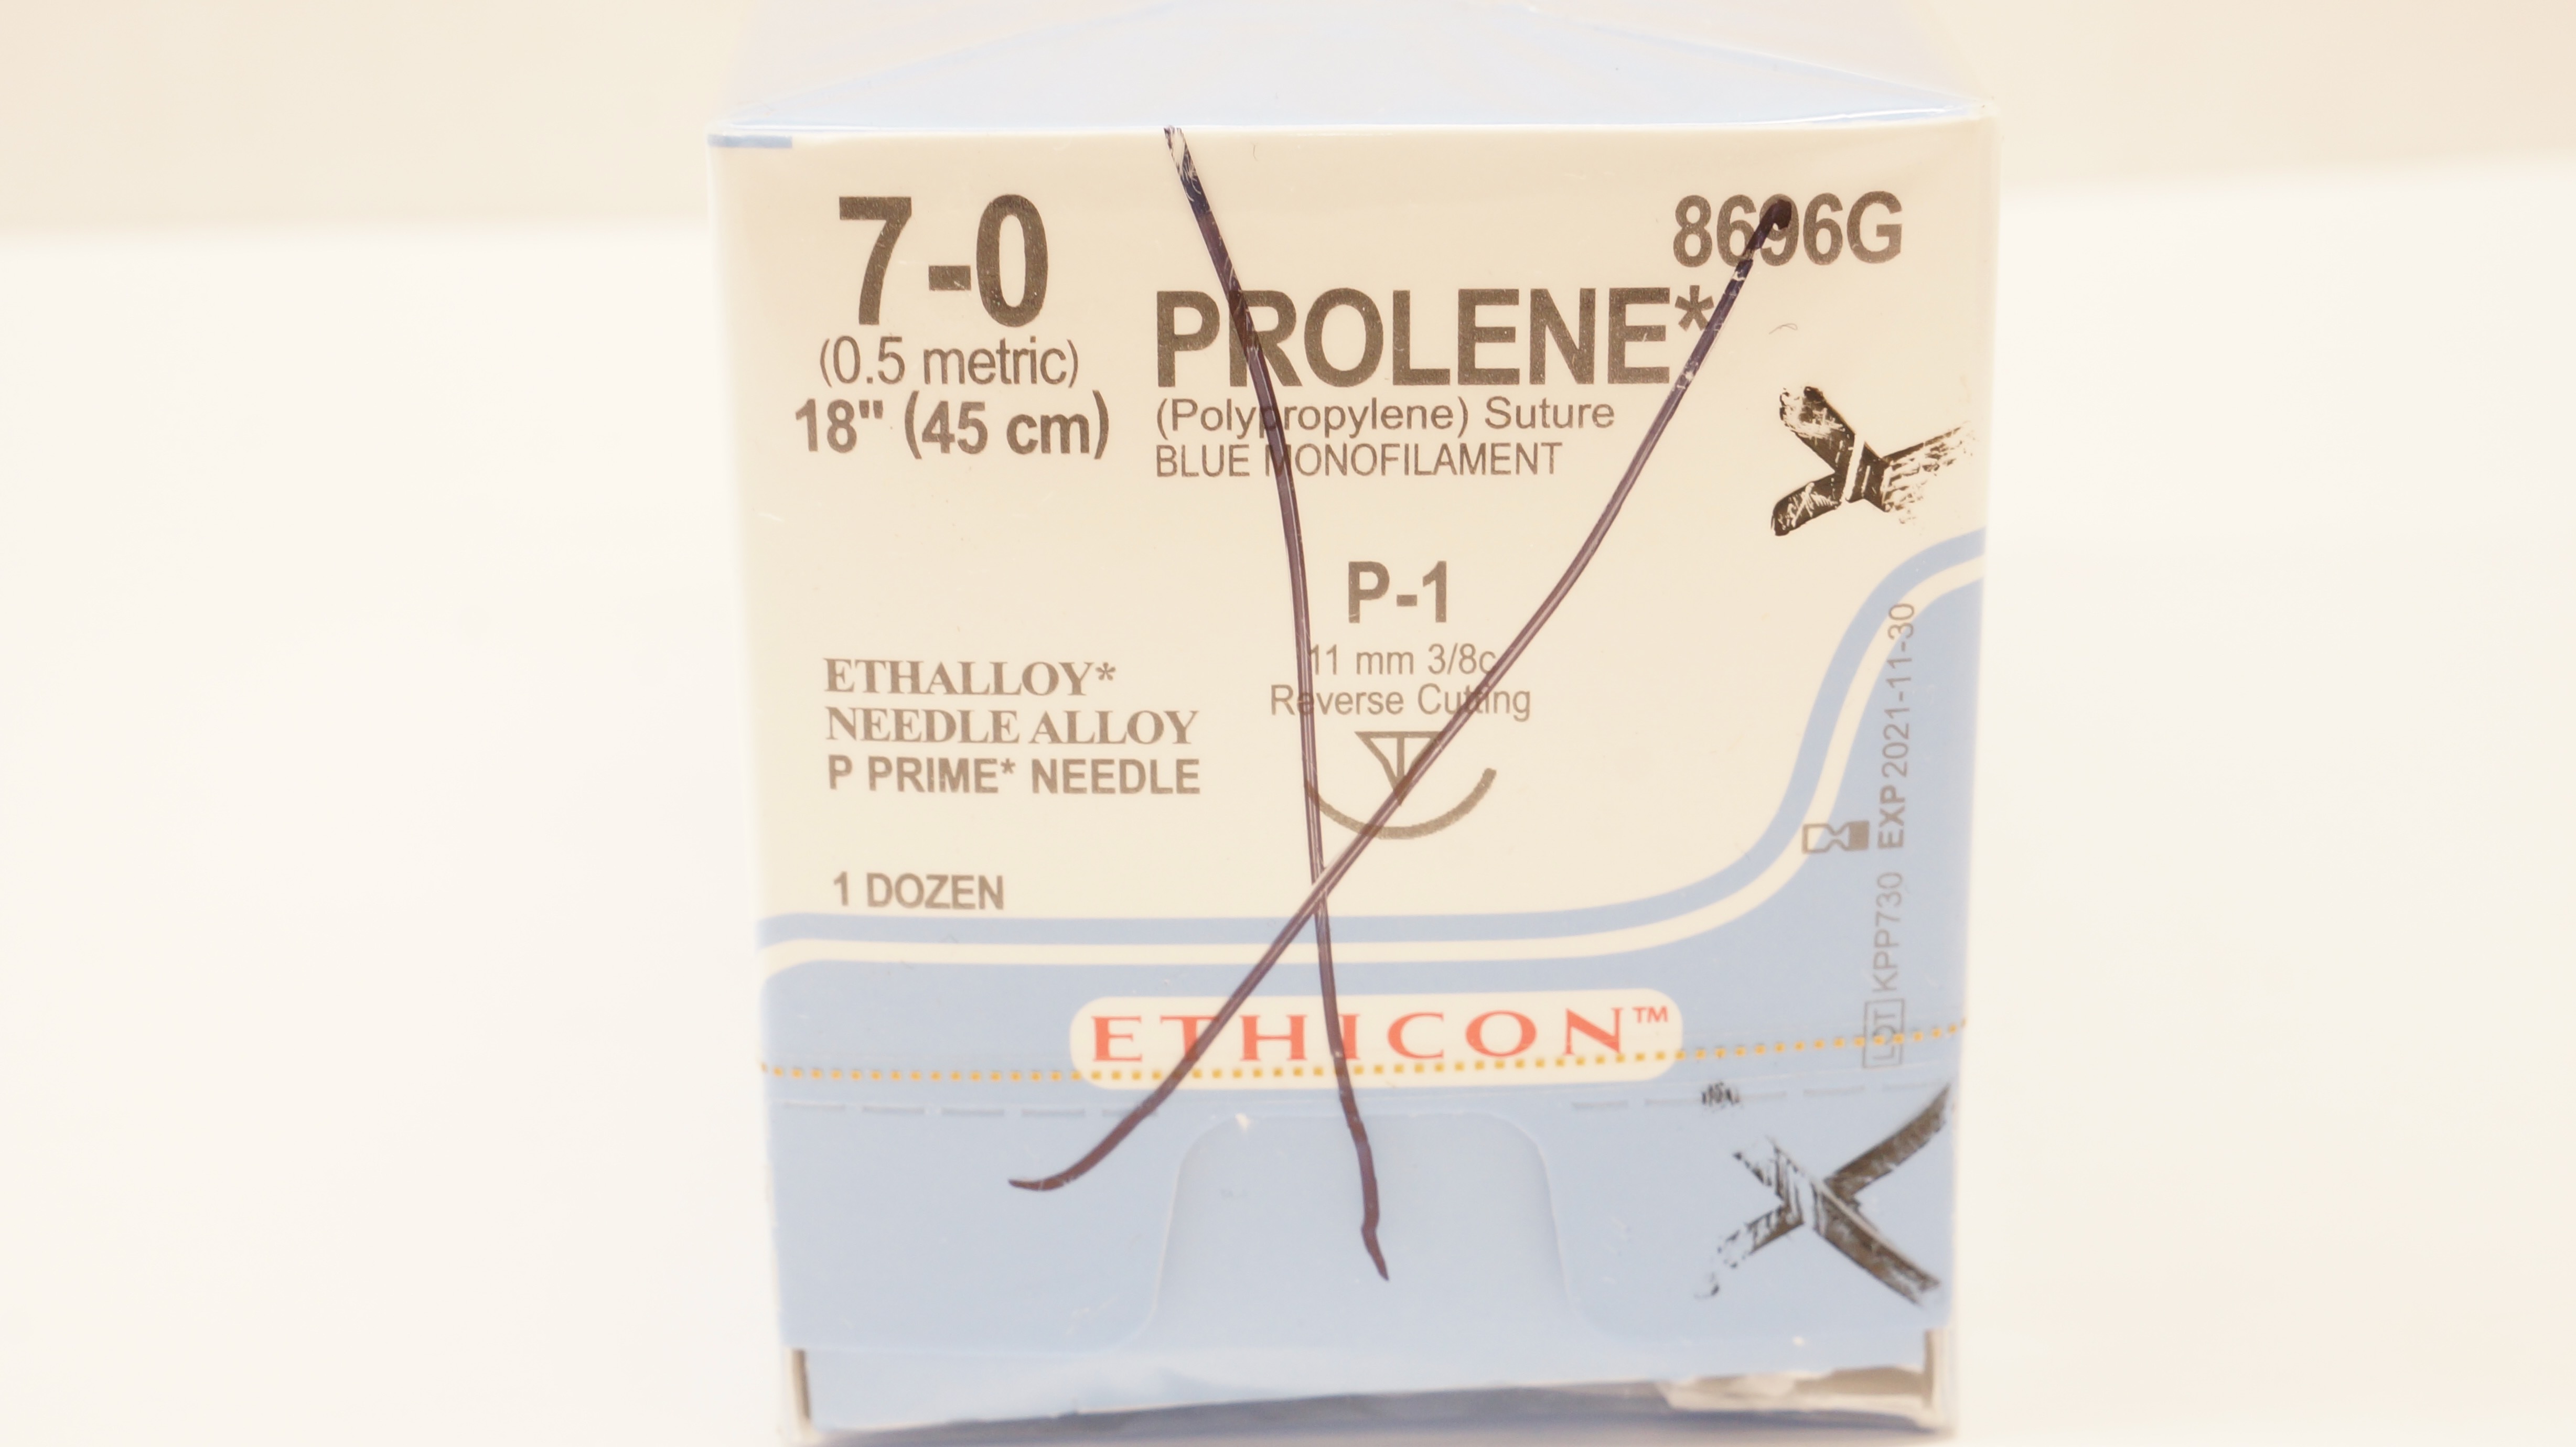 7-0
(0.5 metric)
18" (45 cm)
8696G
PROLENE*
(Polypropylene) Suture
BLUE MONOFILAMENT
P-1
11 mm 3/8c
Reverse Cutting
ETHALLOY*
NEEDLE ALLOY
P PRIME* NEEDLE
1 DOZEN
ETHICON™
LOT KPP730 EXP 2021-11-30